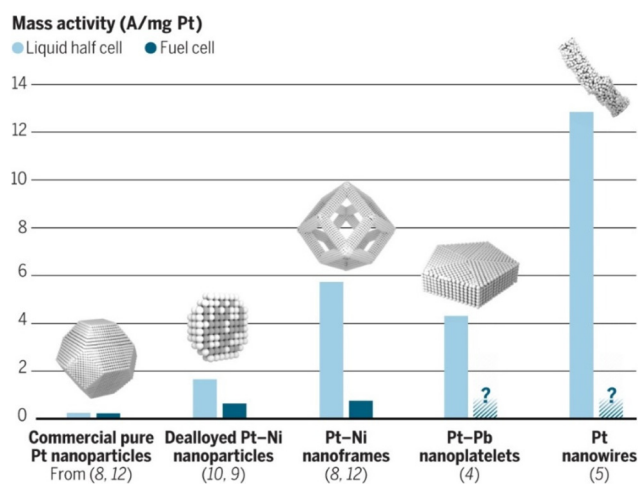 Mass activity (A/mg Pt)
Liquid half cell Fuel cell
14
12
10
8
6
4
2
0
? ?
Commercial pure Dealloyed Pt–Ni Pt–Ni Pt–Pb Pt
Pt nanoparticles nanoparticles nanoframes nanoplatelets nanowires
From (8, 12) (10, 9) (8, 12) (4) (5)